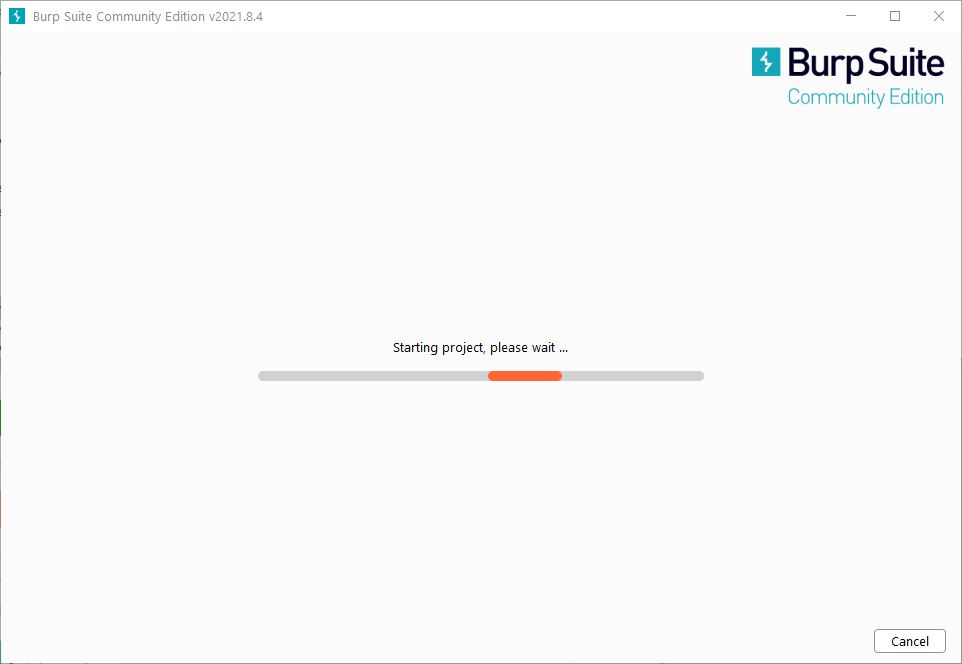 Burp Suite Community Edition v2021.8.4
Burp Suite
Community Edition
Starting project, please wait ...
Cancel